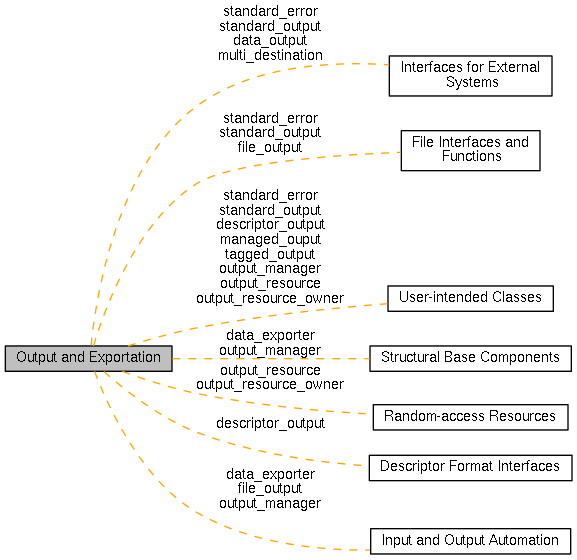 standard_error
standard_output
data_output
multi_destination
Interfaces for External
Systems
standard_error
standard_output
file_output
File Interfaces and
Functions
standard_error
standard_output
descriptor_output
managed_ouput
tagged_output
output_manager
output_resource
output_resource_owner
User-intended Classes
Output and Exportation
data_exporter
output_manager
Structural Base Components
output_resource
output_resource_owner
Random-access Resources
descriptor_output
Descriptor Format Interfaces
data_exporter
file_output
output_manager
Input and Output Automation